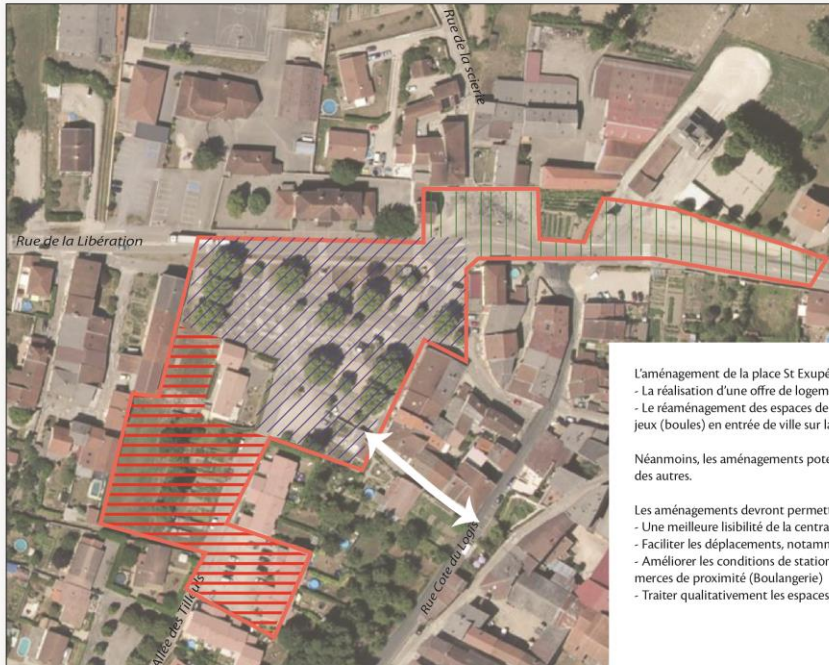 Rue de la scierie
Rue de la Libération
L'aménagement de la place St Exupé
- La réalisation d'une offre de logem
- Le réaménagement des espaces de
jeux (boules) en entrée de ville sur la
Néanmoins, les aménagements pote
des autres.
Les aménagements devront permett
- Une meilleure lisibilité de la centra
- Faciliter les déplacements, notamm
- Améliorer les conditions de station
merces de proximité (Boulangerie)
- Traiter qualitativement les espaces
Rue Cote du Logis
Allée des Tilleuls